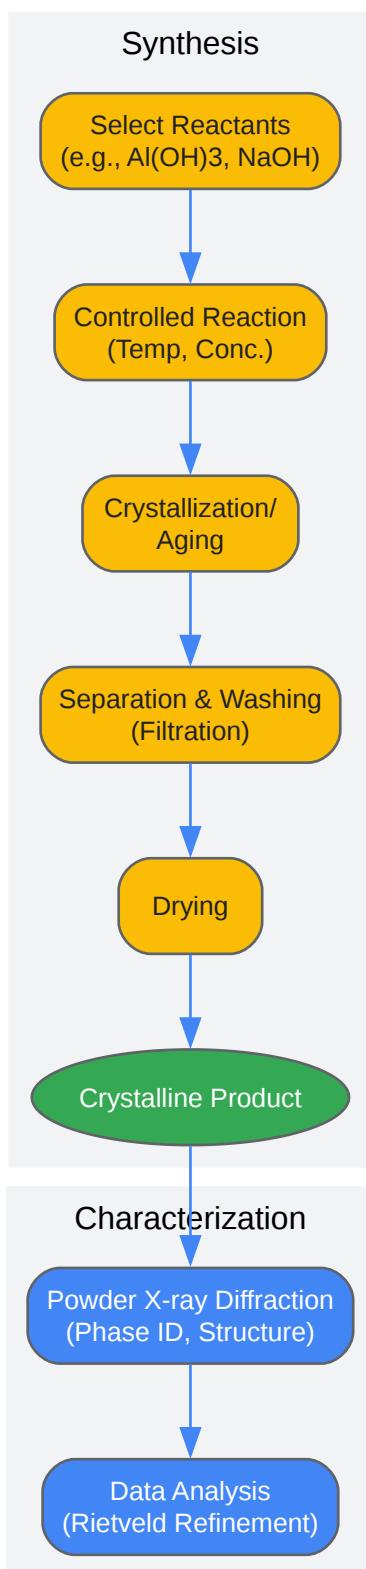 Synthesis
Select Reactants
(e.g., Al(OH)3, NaOH)
Controlled Reaction
(Temp, Conc.)
Crystallization/
Aging
Separation & Washing
(Filtration)
Drying
Crystalline Product
Characterization
Powder X-ray Diffraction
(Phase ID, Structure)
Data Analysis
(Rietveld Refinement)